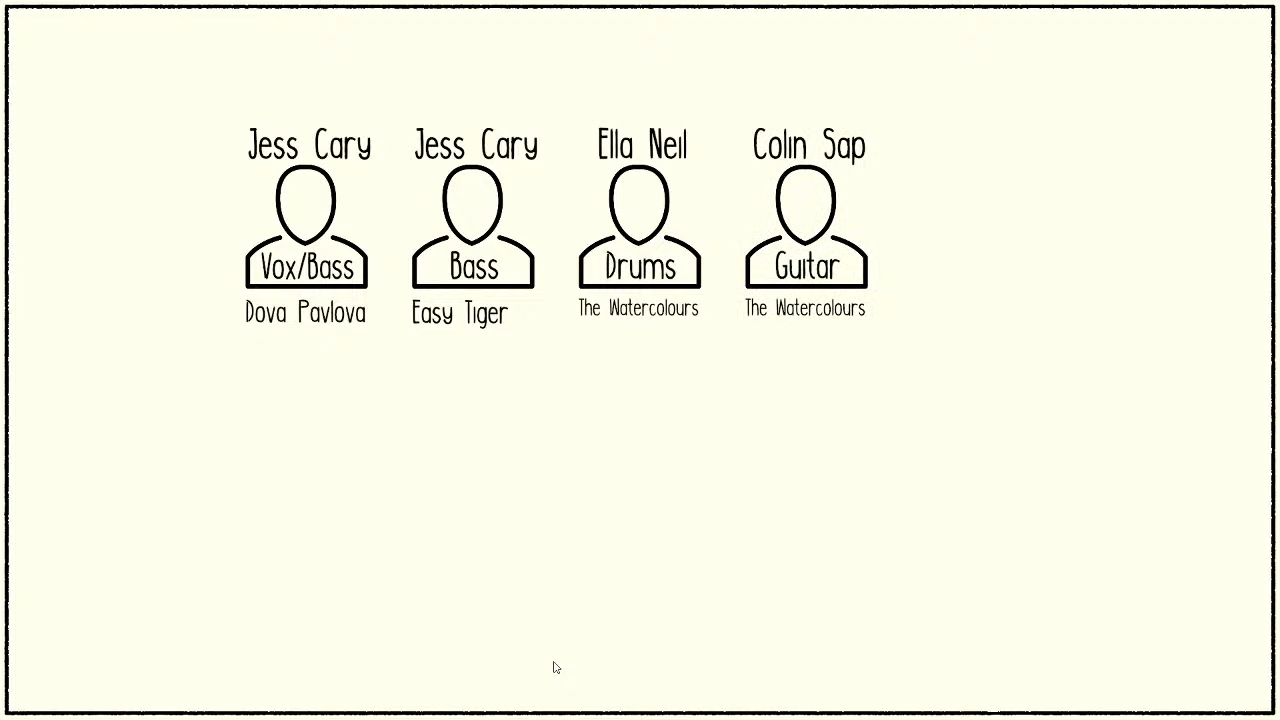 Jess Cary
Jess Cary
Ella Neil
Colin Sap
Vox/Bass
Bass
Drums
Guitar
Dova Pavlova
Easy Tiger
The Watercolours
The Watercolours